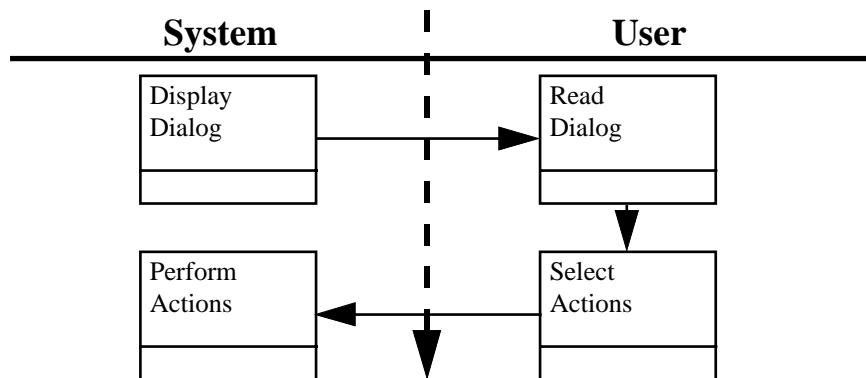 System
User
Display
Dialog
Read
Dialog
Perform
Actions
Select
Actions